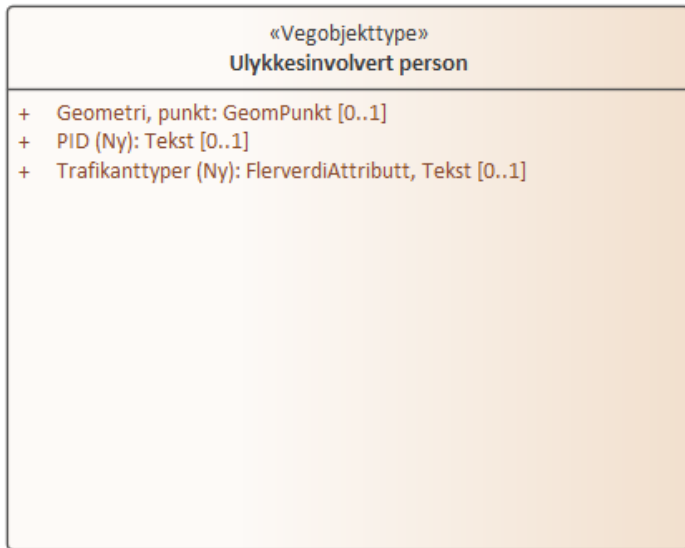 «Vegobjekttype»
Ulykkesinvolvert person
+ Geometri, punkt: GeomPunkt [0..1]
+ PID (Ny): Tekst [0..1]
+ Trafikanttyper (Ny): FlerverdiAttributt, Tekst [0..1]